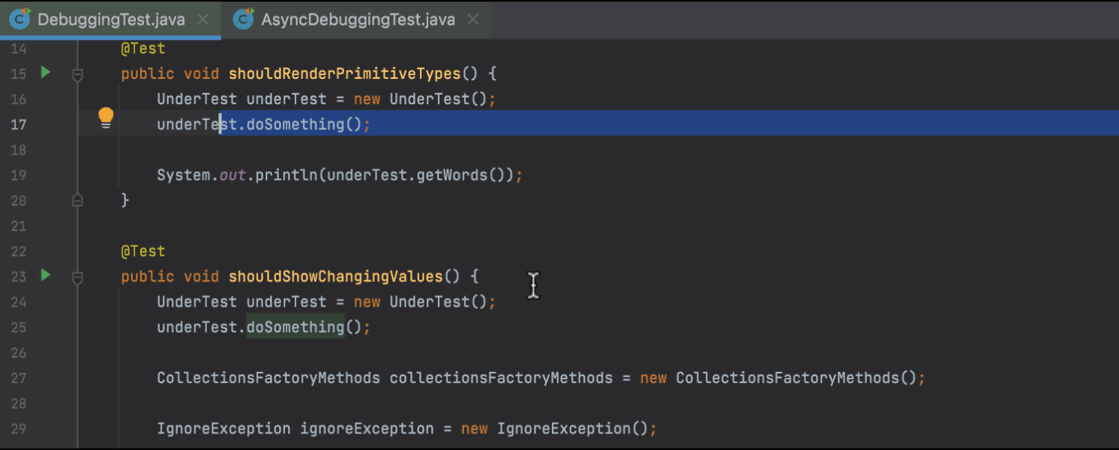 DebuggingTest.java AsyncDebuggingTest.java
14 @Test
15 public void shouldRenderPrimitiveTypes() {
16 UnderTest underTest = new UnderTest();
17 underTest.doSomething();
18
19 System.out.println(underTest.getWords());
20 }
21
22 @Test
23 public void shouldShowChangingValues() {
24 UnderTest underTest = new UnderTest();
25 underTest.doSomething();
26
27 CollectionsFactoryMethods collectionsFactoryMethods = new CollectionsFactoryMethods();
28
29 IgnoreException ignoreException = new IgnoreException();